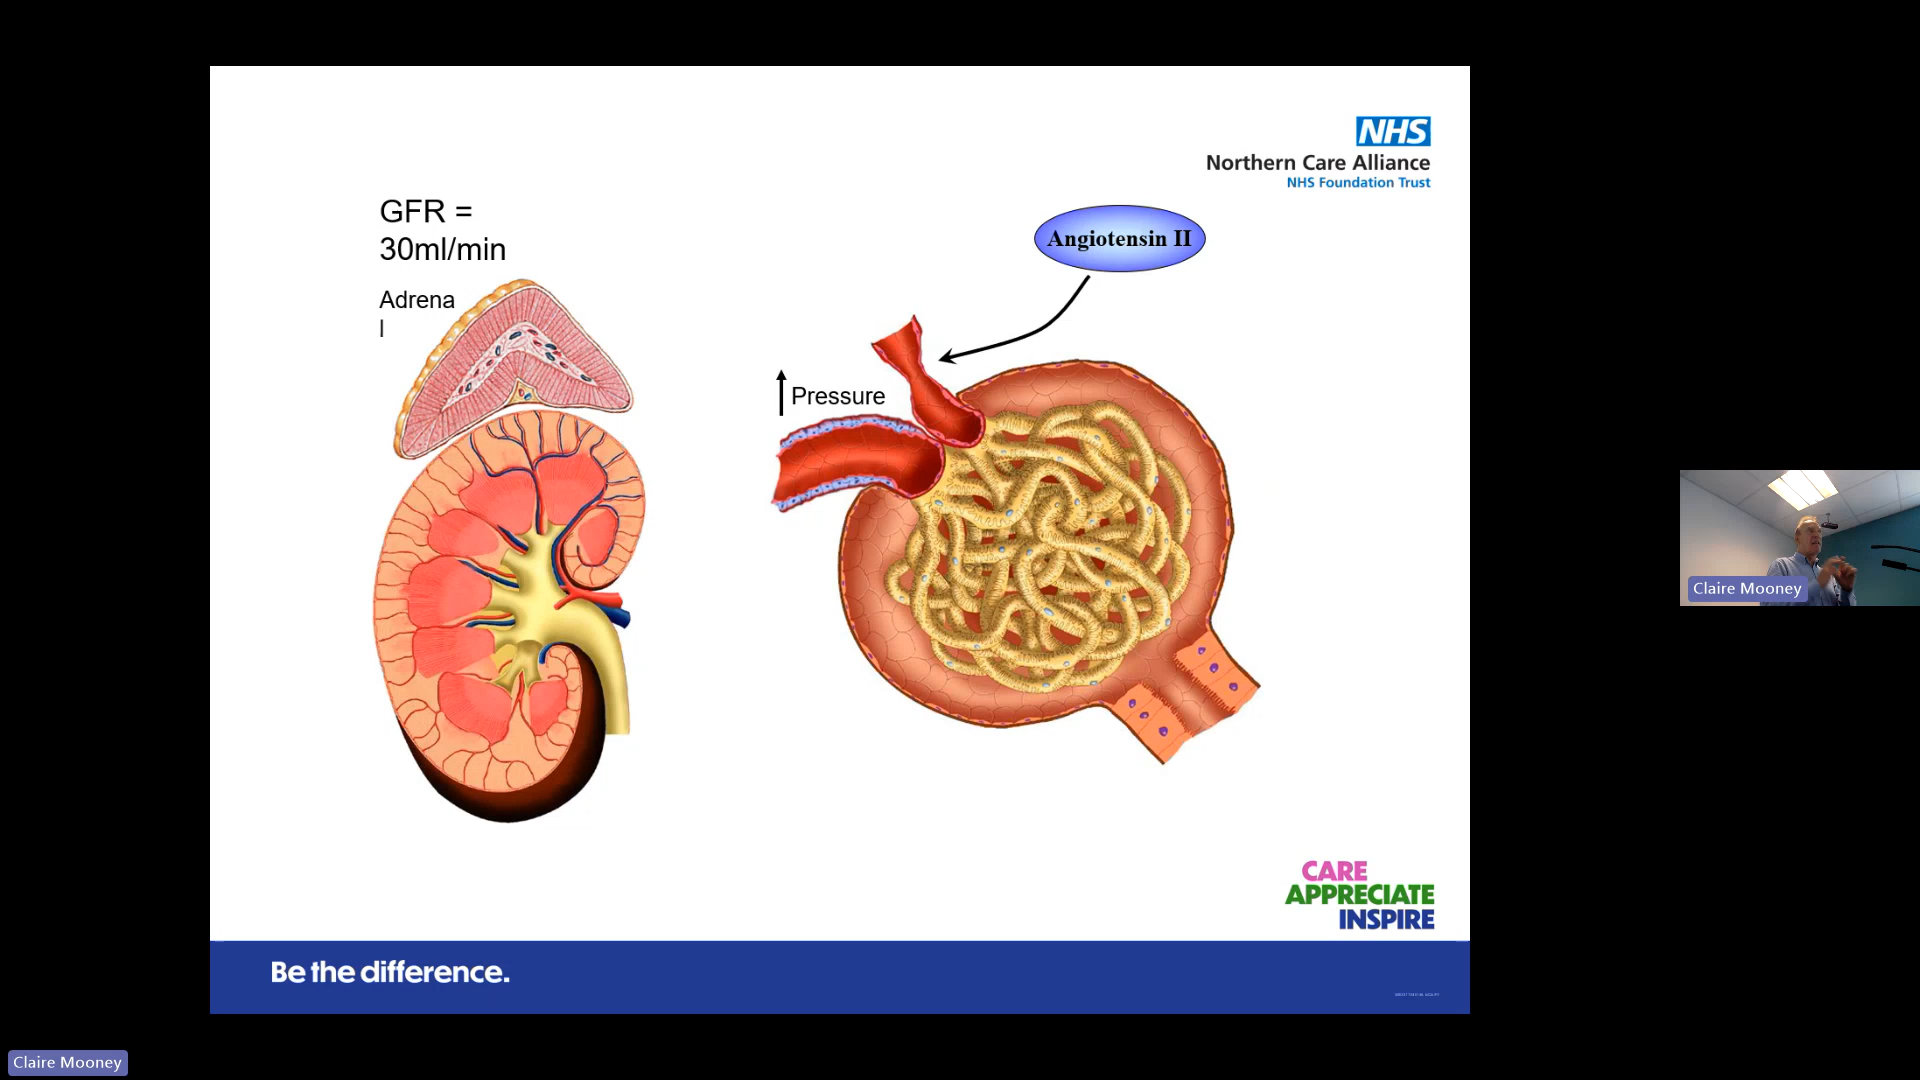 NHS
Northern Care Alliance
NHS Foundation Trust
GFR =
30ml/min
Angiotensin II
Adrena
l
Pressure
Claire Mooney
CARE
APPRECIATE
INSPIRE
Be the difference.
Claire Mooney